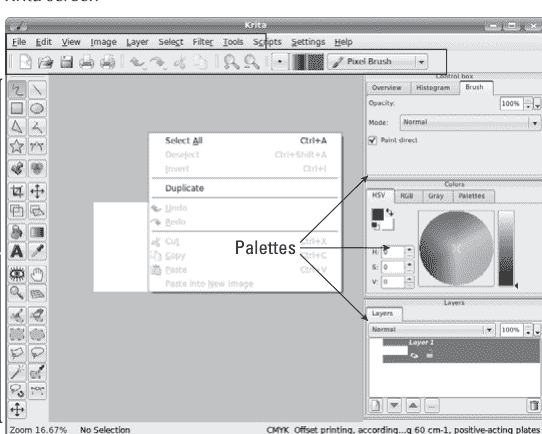 Krita
File Edit View Image Layer Select Filter Tools Scripts Settings Help
Pixel Brush
Control box
Overview Histogram Brush
Opacity: 100%
Mode: Normal
Paint direct
Select All Ctrl+A
Deselect Ctrl+Shift+A
Invert Ctrl+I
Duplicate
Undo
Redo
Cut Ctrl+X
Copy Ctrl+C
Paste Ctrl+V
Paste into New Image
Palettes
Colors
HSV RGB Gray Palettes
H: 0
S: 0
V: 0
Layers
Layers
Normal 100%
Layer 1
Zoom 16.67% No Selection CMYK Offset printing, according...q 60 cm-1, positive-acting plates